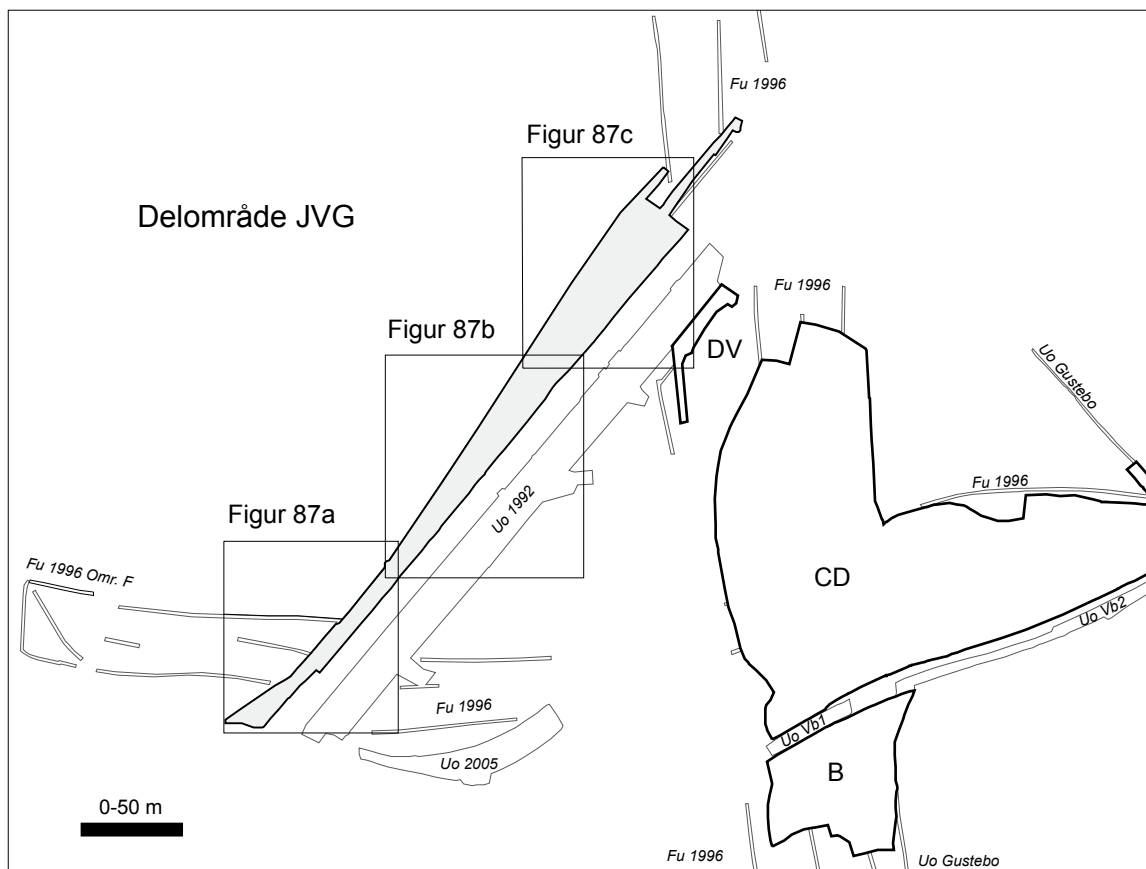 Fu 1996
Figur 87c
Delområde JVG
Fu 1996
Figur 87b
DV
Uo Gustebo
Fu 1996
Uo 1992
Figur 87a
Fu 1996 Omr. F
CD
Uo Vb2
Fu 1996
Uo Vb1
Uo 2005
B
0-50 m
Fu 1996
Uo Gustebo